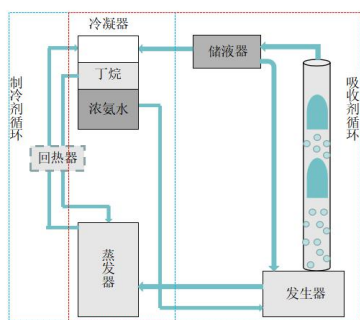 冷凝器
丁烷
浓氨水
储液器
制冷剂循环
吸收剂循环
回热器
蒸发器
发生器